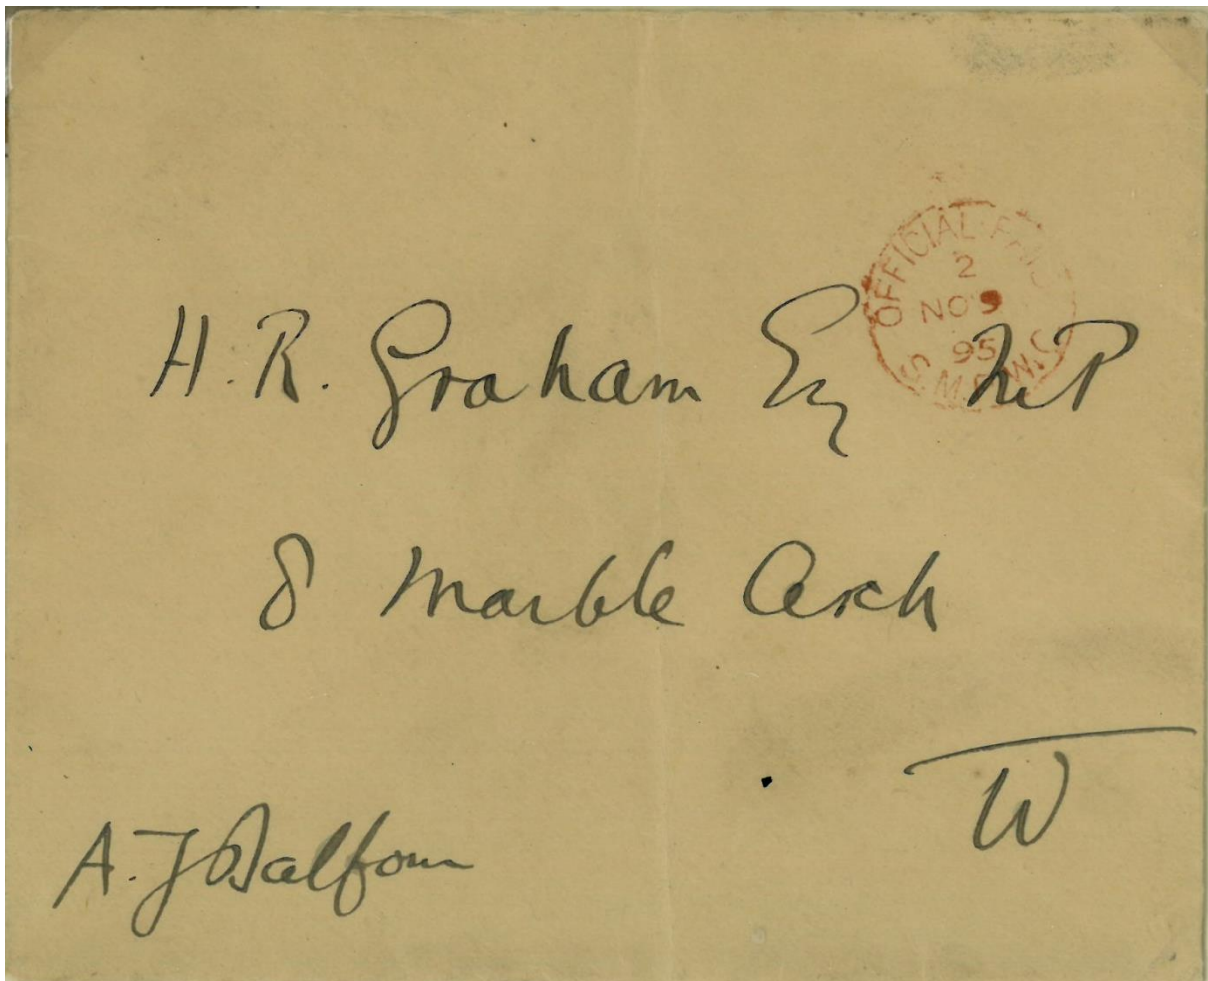 OFFICIAL PAID
2
NO 9
95
S.M.P.W.C
H. R. Graham Esq MP
8 Marble Arch
W
A. J Balfour